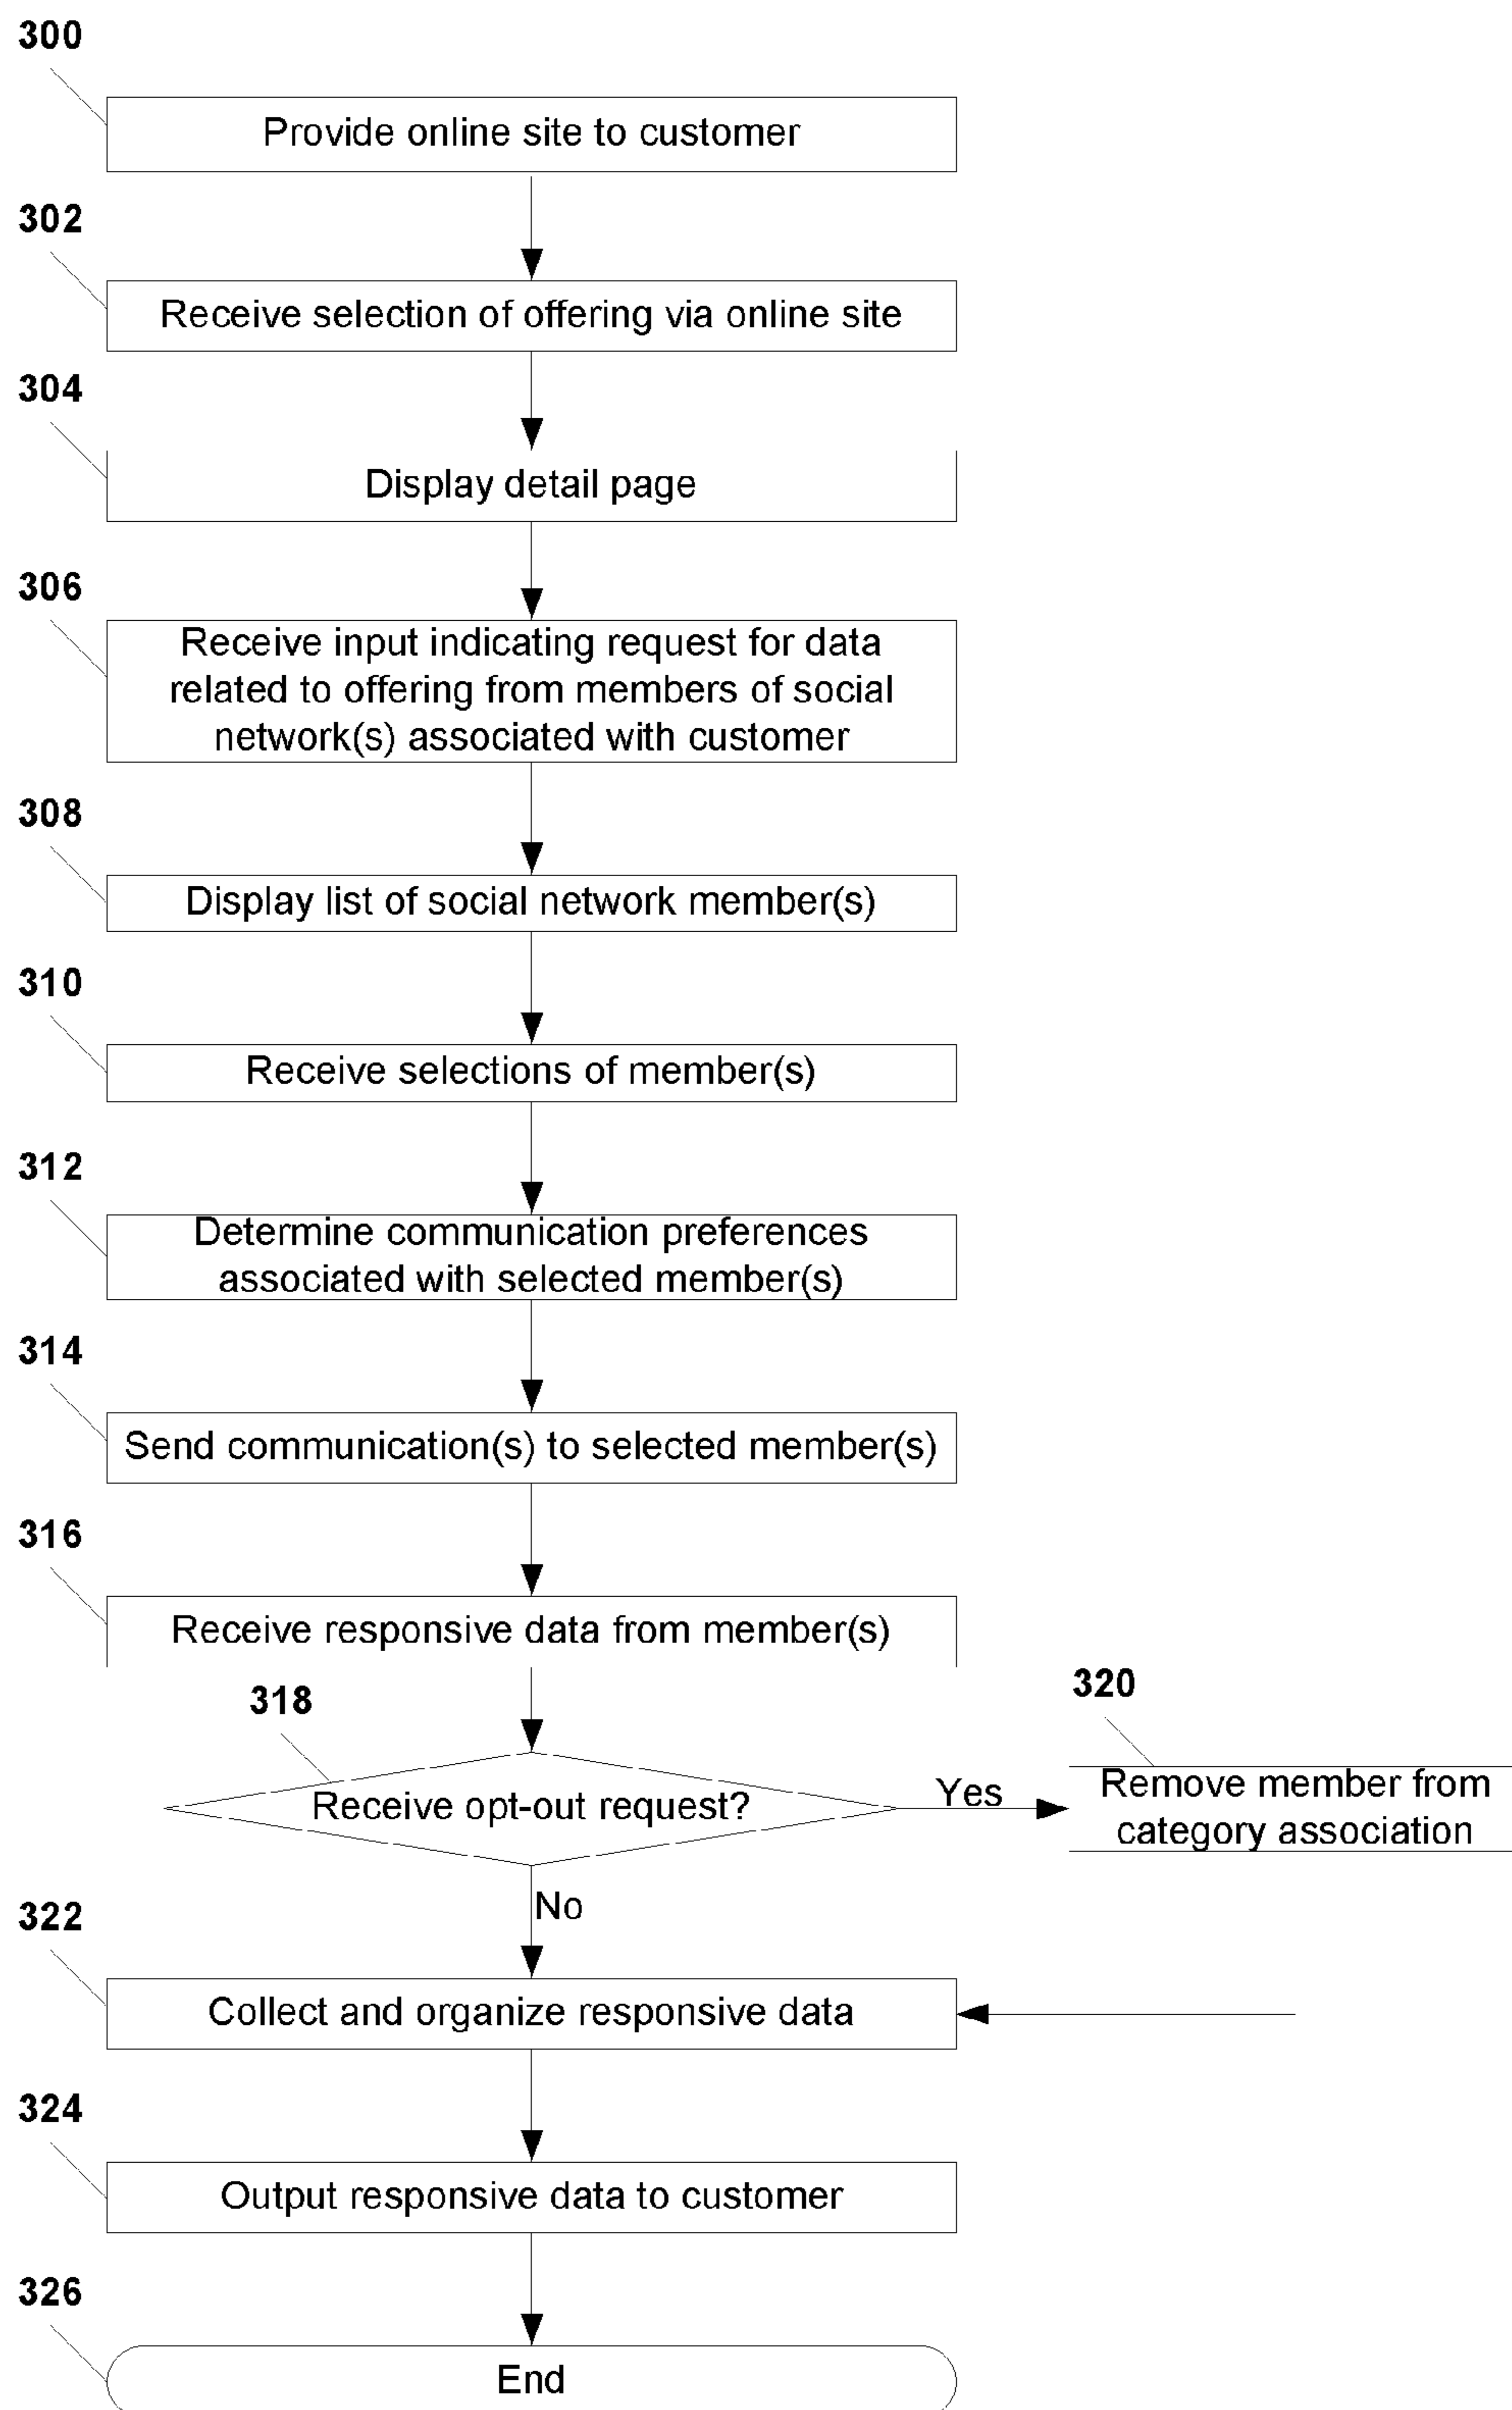 300
Provide online site to customer
302
Receive selection of offering via online site
304
Display detail page
306
Receive input indicating request for data
related to offering from members of social
network(s) associated with customer
308
Display list of social network member(s)
310
Receive selections of member(s)
312
Determine communication preferences
associated with selected member(s)
314
Send communication(s) to selected member(s)
316
Receive responsive data from member(s)
318
Receive opt-out request?
Yes
320
Remove member from
category association
No
322
Collect and organize responsive data
324
Output responsive data to customer
326
End